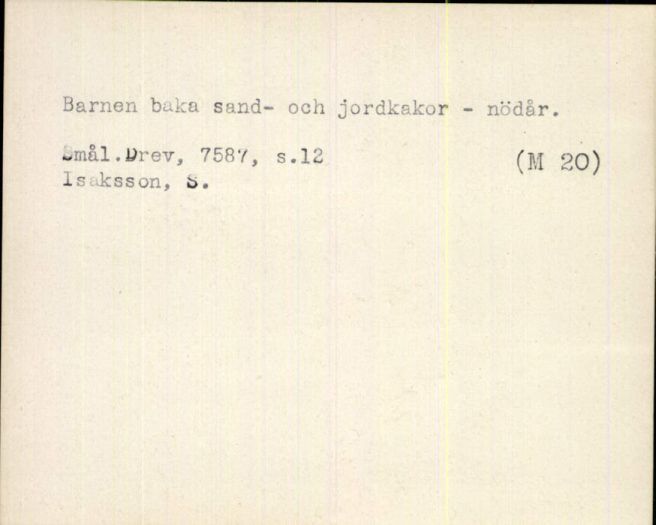 Barnen baka sand- och jordkakor - nödår.
Smål.Drev, 7587, s.12 (M 20)
Isaksson, S.